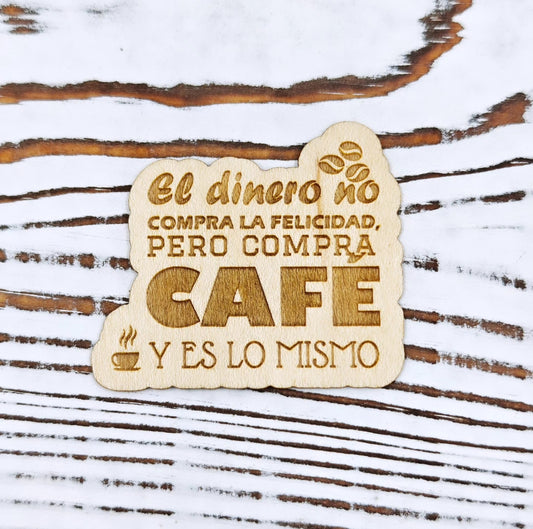 El dinero no
COMPRA LA FELICIDAD,
PERO COMPRA
CAFÉ
Y ES LO MISMO